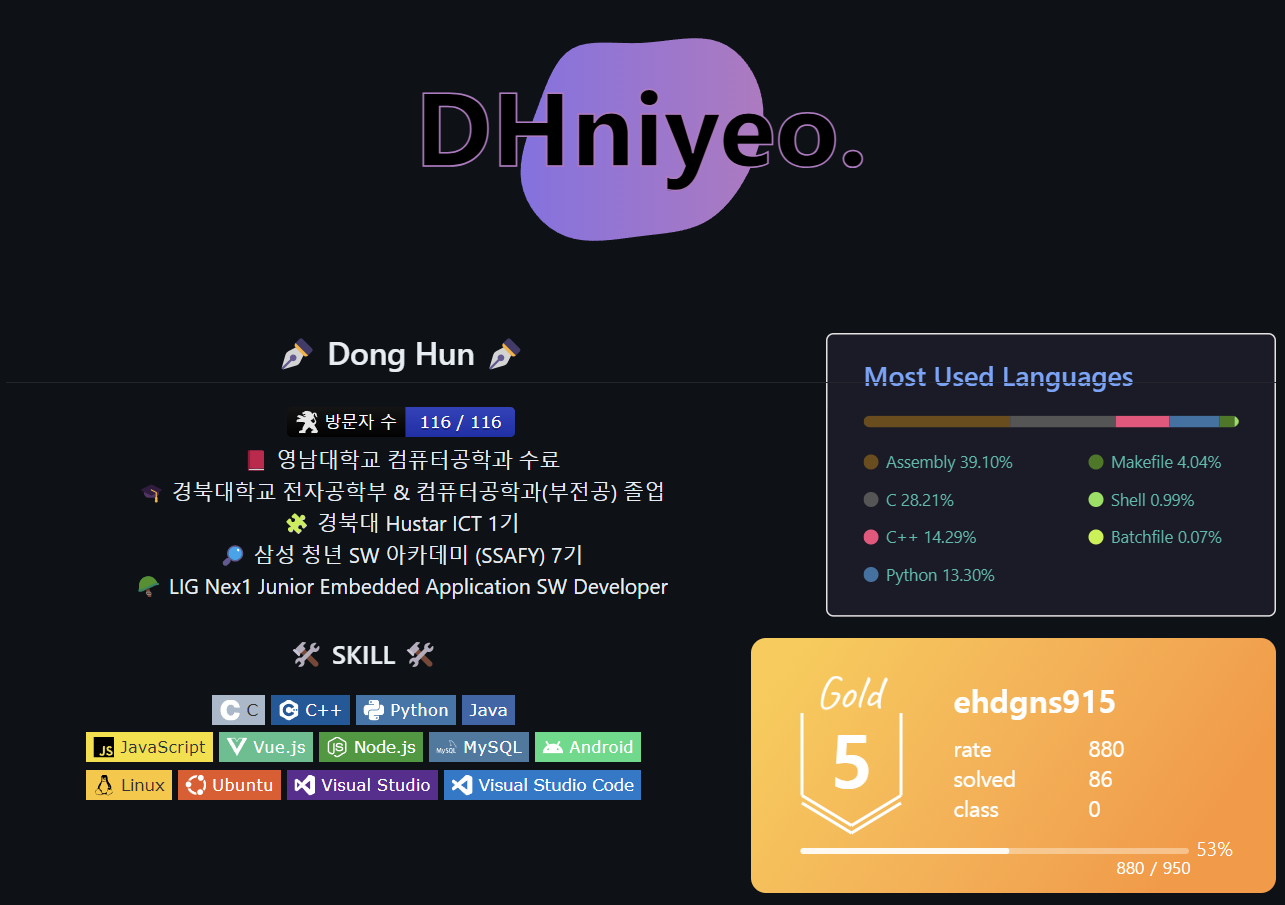 DHniyeo.
Dong Hun
방문자 수 116 / 116
영남대학교 컴퓨터공학과 수료
경북대학교 전자공학부 & 컴퓨터공학과(부전공) 졸업
경북대 Hustar ICT 1기
삼성 청년 SW 아카데미 (SSAFY) 7기
LIG Nex1 Junior Embedded Application SW Developer
SKILL
C C C++ Python Java
JS JavaScript Vue.js JS Node.js MySQL MySQL Android
Linux Ubuntu Visual Studio Visual Studio Code
Most Used Languages
Assembly 39.10%
C 28.21%
C++ 14.29%
Python 13.30%
Makefile 4.04%
Shell 0.99%
Batchfile 0.07%
Gold
5
ehdgns915
rate 880
solved 86
class 0
53%
880 / 950